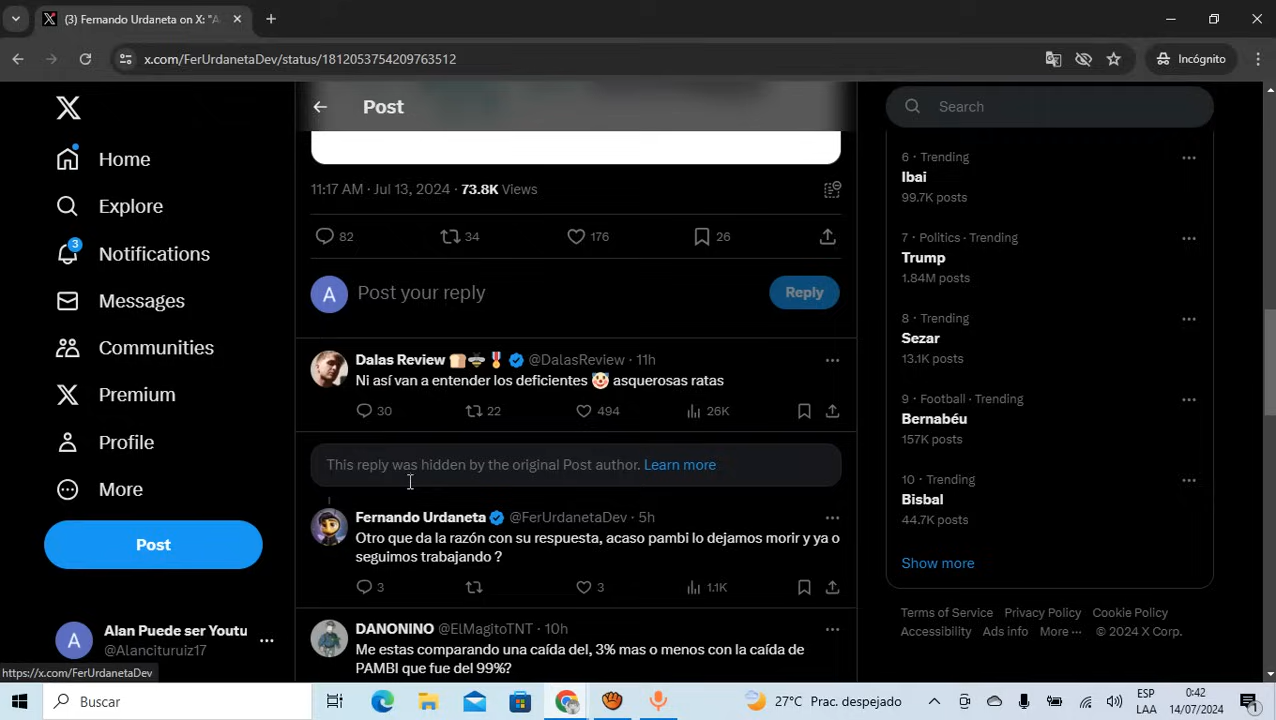 (3) Fernando Urdaneta on X: "A
x.com/FerUrdanetaDev/status/1812053754209763512
Incógnito
Home
Explore
3
Notifications
Messages
Communities
Premium
Profile
More
Post
Alan Puede ser Youtu
@Alancituruiz17
https://x.com/FerUrdanetaDev
Post
11:17 AM · Jul 13, 2024 · 73.8K Views
82 34 176 26
A Post your reply Reply
Dalas Review @DalasReview · 11h
Ni así van a entender los deficientes 🤡 asquerosas ratas
30 22 494 26K
This reply was hidden by the original Post author. Learn more
Fernando Urdaneta @FerUrdanetaDev · 5h
Otro que da la razón con su respuesta, acaso pambi lo dejamos morir y ya o
seguimos trabajando ?
3 3 1.1K
DANONINO @ElMagitoTNT · 10h
Me estas comparando una caída del, 3% mas o menos con la caída de
PAMBI que fue del 99%?
Search
6 · Trending
Ibai
99.7K posts
7 · Politics · Trending
Trump
1.84M posts
8 · Trending
Sezar
13.1K posts
9 · Football · Trending
Bernabéu
157K posts
10 · Trending
Bisbal
44.7K posts
Show more
Terms of Service Privacy Policy Cookie Policy
Accessibility Ads info More ··· © 2024 X Corp.
Buscar
27°C Prac. despejado
ESP
LAA
0:42
14/07/2024
1